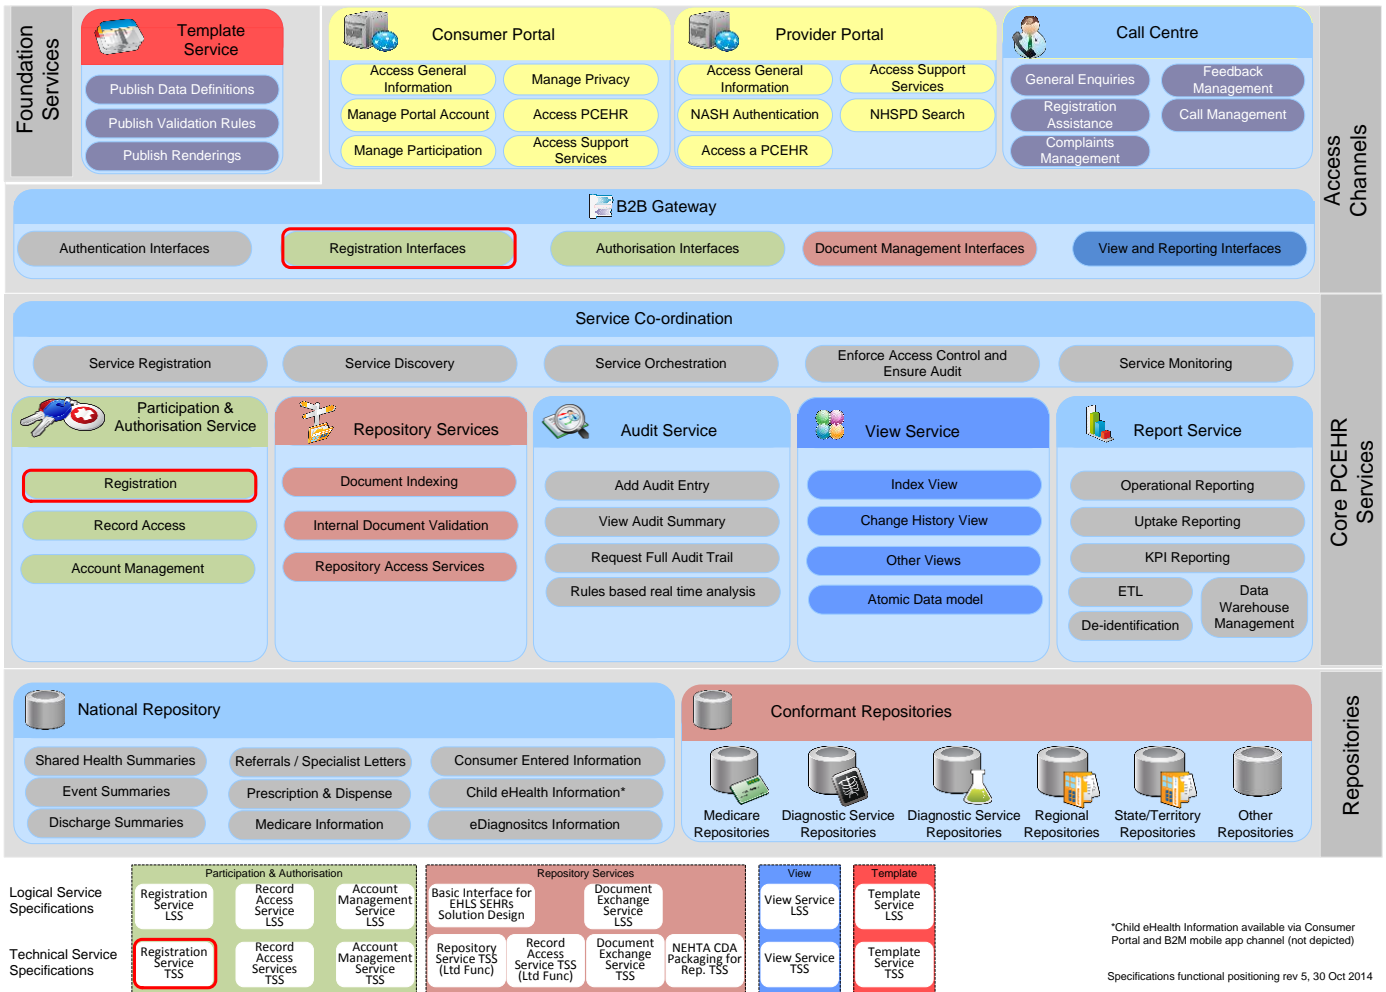 Foundation
Services
Template
Service
Publish Data Definitions
Publish Validation Rules
Publish Renderings
Consumer Portal
Access General
Information
Manage Privacy
Manage Portal Account
Access PCEHR
Manage Participation
Access Support
Services
Provider Portal
Access General
Information
Access Support
Services
NASH Authentication
NHSPD Search
Access a PCEHR
Call Centre
General Enquiries
Feedback
Management
Registration
Assistance
Call Management
Complaints
Management
Access
Channels
B2B Gateway
Authentication Interfaces
Registration Interfaces
Authorisation Interfaces
Document Management Interfaces
View and Reporting Interfaces
Service Co-ordination
Service Registration
Service Discovery
Service Orchestration
Enforce Access Control and
Ensure Audit
Service Monitoring
Participation &
Authorisation Service
Registration
Record Access
Account Management
Repository Services
Document Indexing
Internal Document Validation
Repository Access Services
Audit Service
Add Audit Entry
View Audit Summary
Request Full Audit Trail
Rules based real time analysis
View Service
Index View
Change History View
Other Views
Atomic Data model
Report Service
Operational Reporting
Uptake Reporting
KPI Reporting
ETL
De-identification
Data
Warehouse
Management
Core PCEHR
Services
National Repository
Shared Health Summaries
Referrals / Specialist Letters
Consumer Entered Information
Event Summaries
Prescription & Dispense
Child eHealth Information*
Discharge Summaries
Medicare Information
eDiagnositcs Information
Conformant Repositories
Medicare
Repositories
Diagnostic Service
Repositories
Diagnostic Service
Repositories
Regional
Repositories
State/Territory
Repositories
Other
Repositories
Repositories
Participation & Authorisation
Repository Services
View
Template
Logical Service
Specifications
Registration
Service
LSS
Record
Access
Service
LSS
Account
Management
Service
LSS
Basic Interface for
EHLS SEHRs
Solution Design
Document
Exchange
Service
LSS
View Service
LSS
Template
Service
LSS
Technical Service
Specifications
Registration
Service
TSS
Record
Access
Services
TSS
Account
Management
Service
TSS
Repository
Service TSS
(Ltd Func)
Record
Access
Service TSS
(Ltd Func)
Document
Exchange
Service
TSS
NEHTA CDA
Packaging for
Rep. TSS
View Service
TSS
Template
Service
TSS
*Child eHealth Information available via Consumer
Portal and B2M mobile app channel (not depicted)
Specifications functional positioning rev 5, 30 Oct 2014